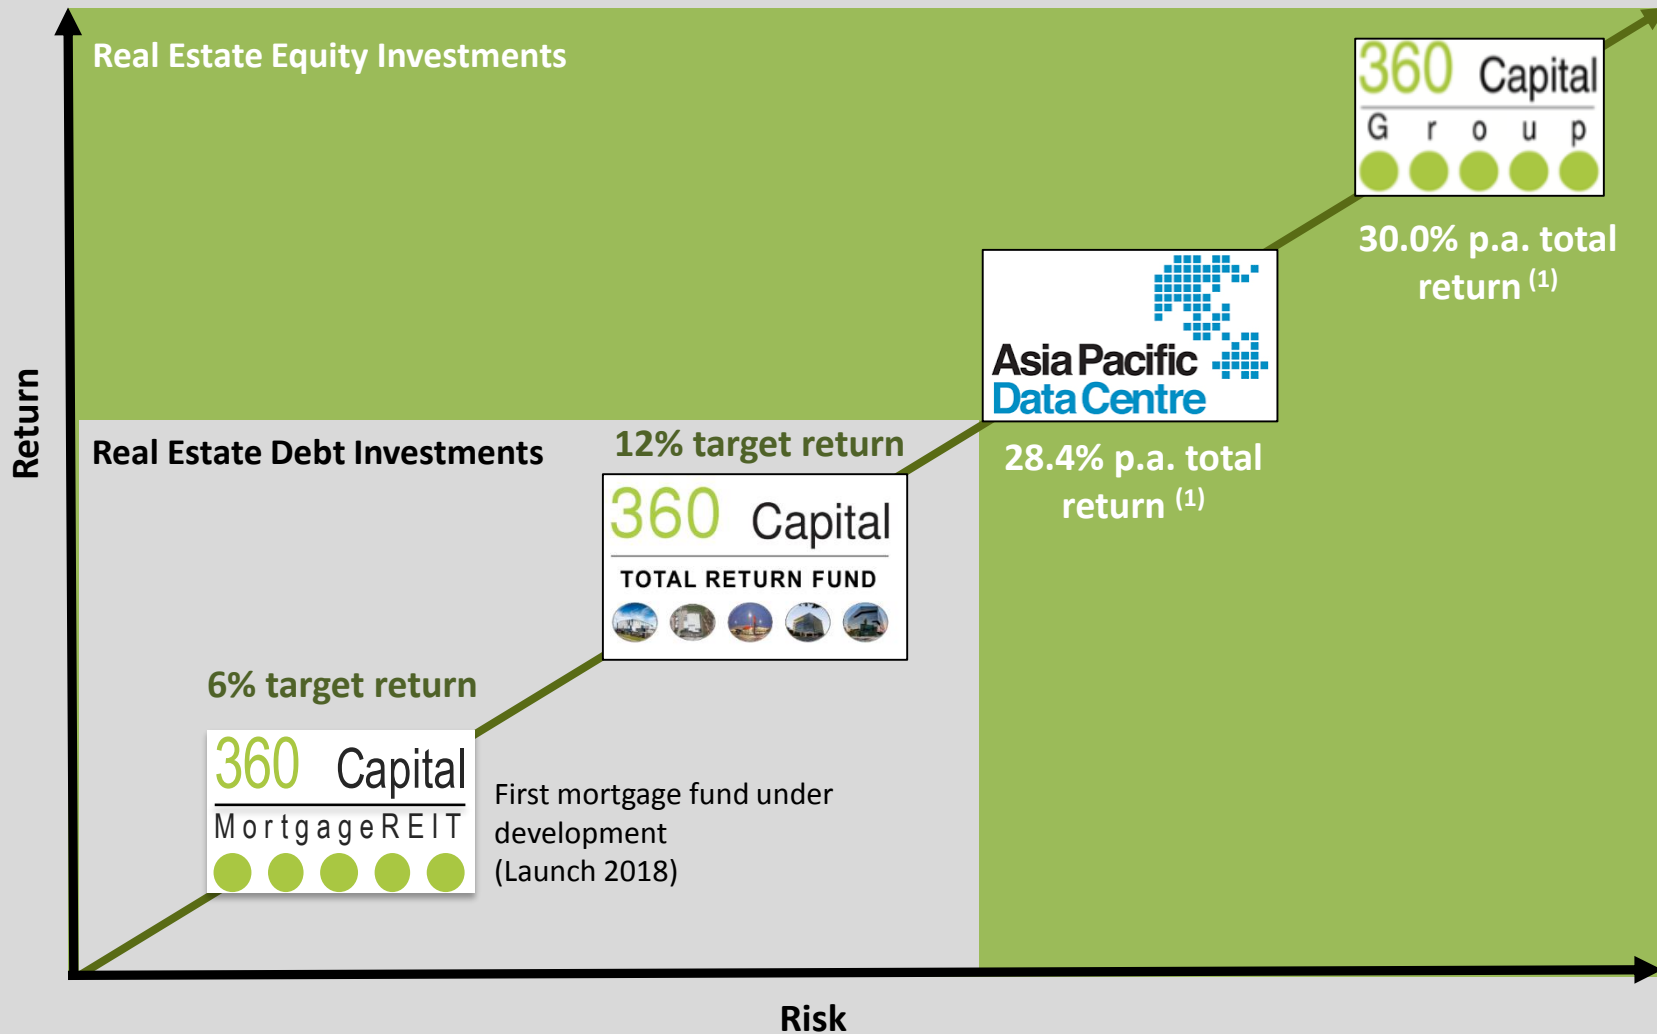 Real Estate Equity Investments
360 Capital
Group
30.0% p.a. total
return (1)
Asia Pacific
Data Centre
28.4% p.a. total
return (1)
Return
Real Estate Debt Investments
12% target return
360 Capital
TOTAL RETURN FUND
6% target return
360 Capital
MortgageREIT
First mortgage fund under
development
(Launch 2018)
Risk